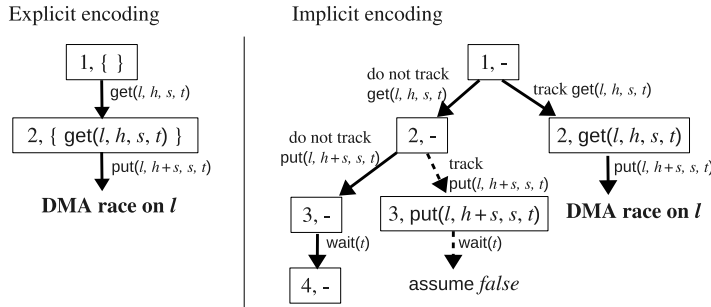 Explicit encoding
1, { }
get(l, h, s, t)
2, { get(l, h, s, t) }
put(l, h+s, s, t)
DMA race on l
Implicit encoding
1, -
do not track
get(l, h, s, t)
track get(l, h, s, t)
2, -
2, get(l, h, s, t)
do not track
put(l, h+s, s, t)
track
put(l, h+s, s, t)
put(l, h+s, s, t)
3, -
3, put(l, h+s, s, t)
DMA race on l
wait(t)
wait(t)
4, -
assume false